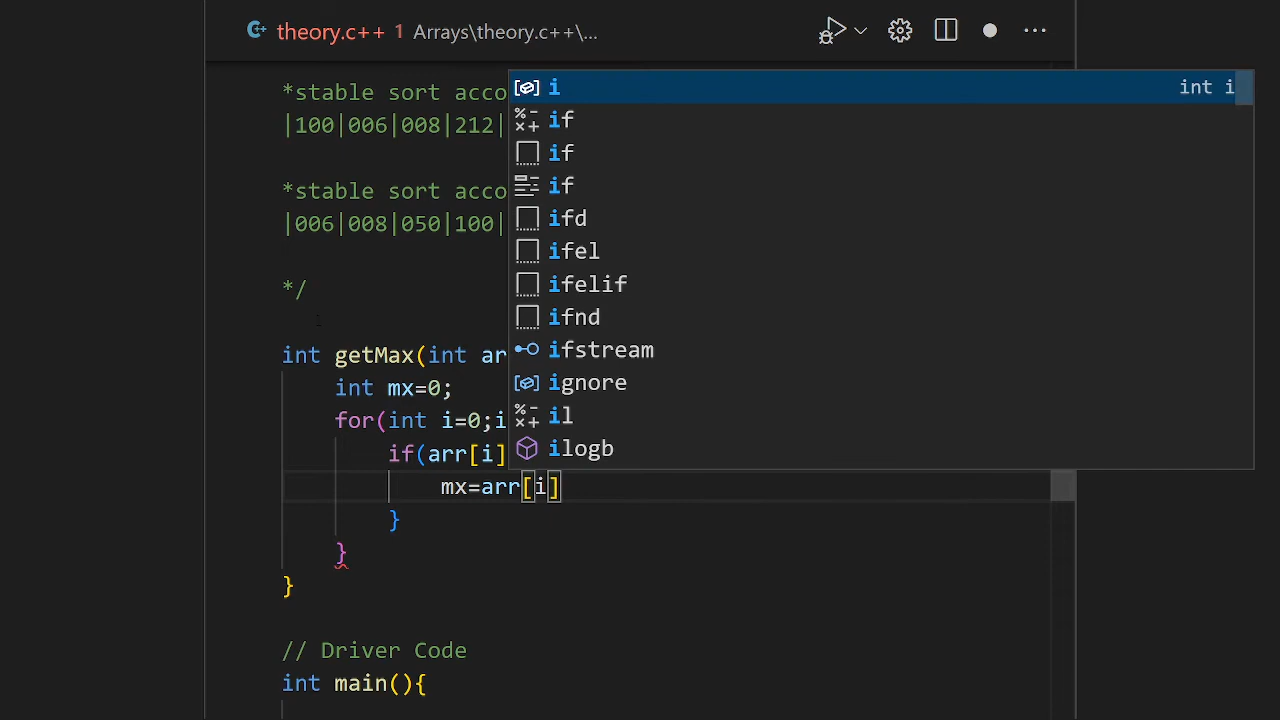 theory.c++ 1 Arrays\theory.c++\...
*stable sort acco
|100|006|008|212|
*stable sort acco
|006|008|050|100|
*/
i int i
if
if
if
ifd
ifel
ifelif
ifnd
ifstream
ignore
il
ilogb
int getMax(int ar
int mx=0;
for(int i=0;i
if(arr[i]
mx=arr[i]
}
}
}
// Driver Code
int main(){